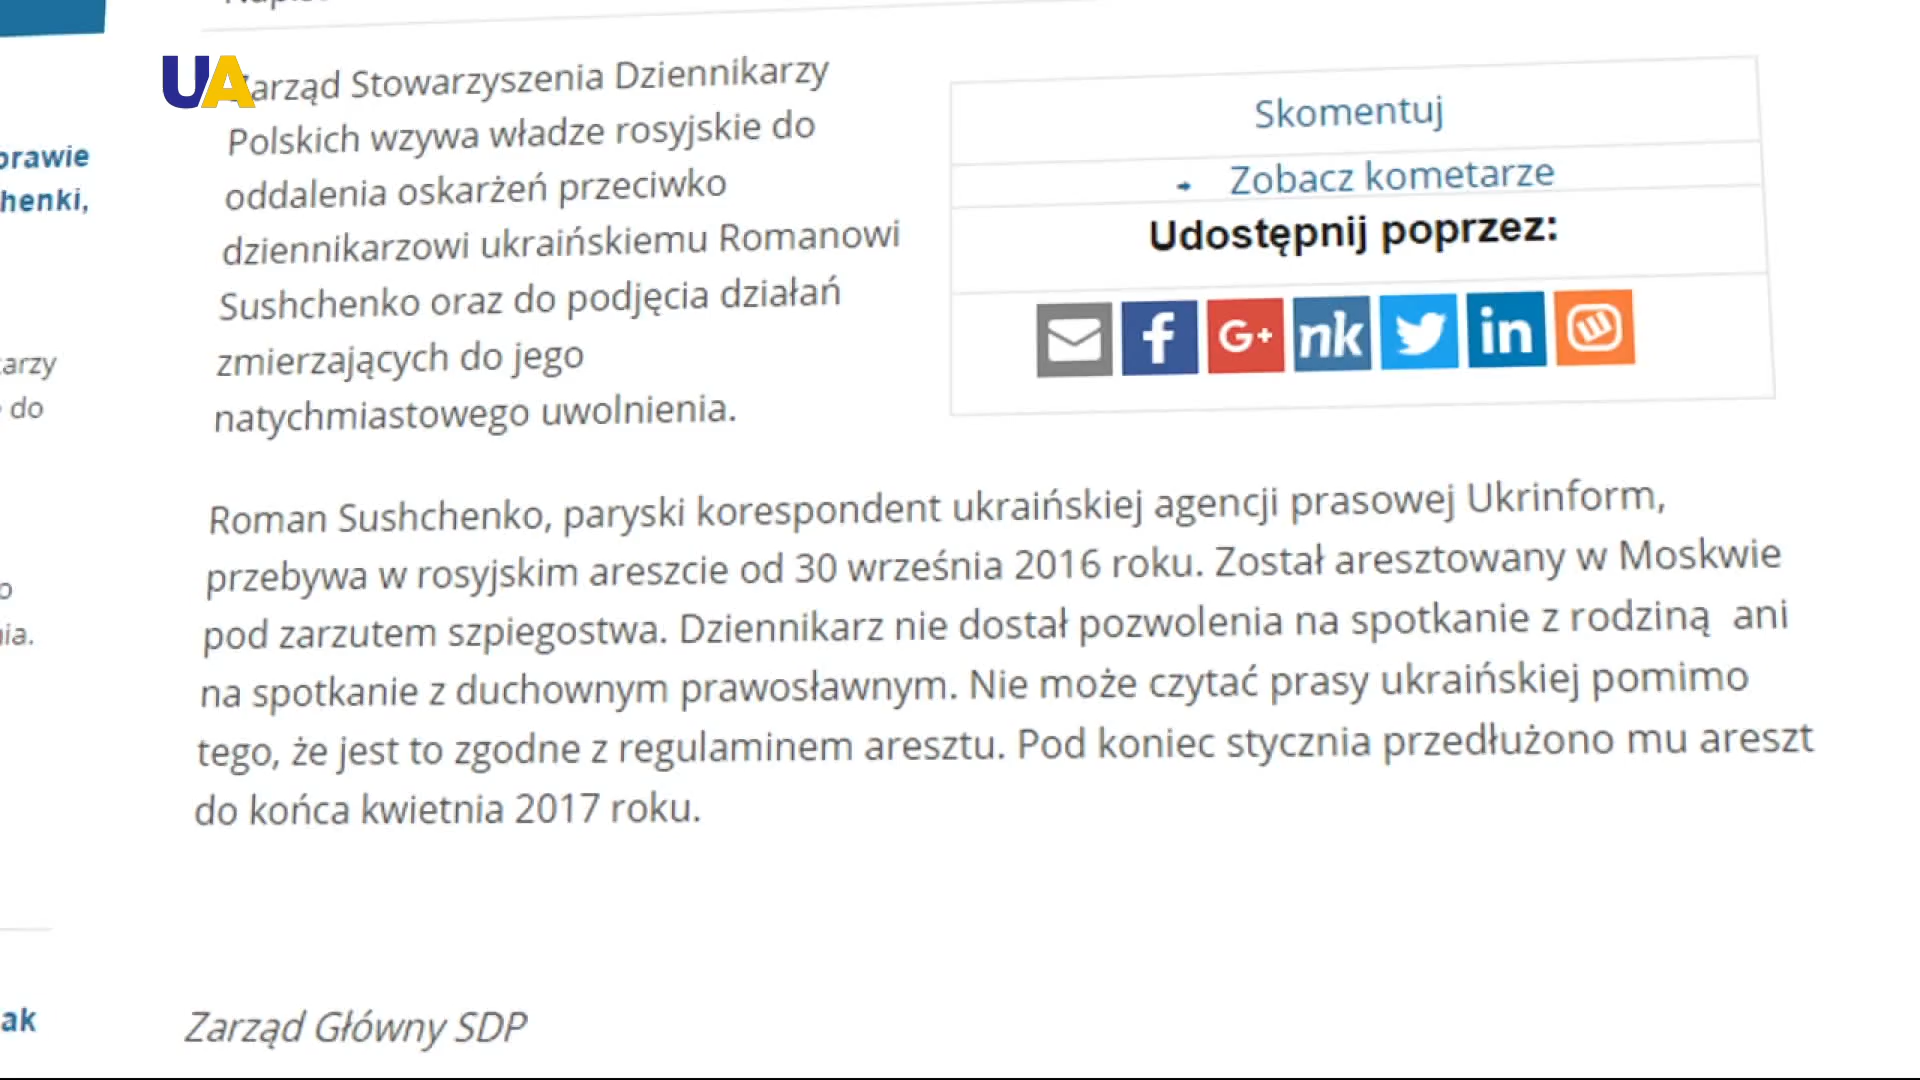 UA
prawie
henki,
arzy
do
o
ia.
ak
Zarząd Stowarzyszenia Dziennikarzy
Polskich wzywa władze rosyjskie do
oddalenia oskarżeń przeciwko
dziennikarzowi ukraińskiemu Romanowi
Sushchenko oraz do podjęcia działań
zmierzających do jego
natychmiastowego uwolnienia.
Skomentuj
Zobacz kometarze
Udostępnij poprzez:
f G+ nk in
Roman Sushchenko, paryski korespondent ukraińskiej agencji prasowej Ukrinform,
przebywa w rosyjskim areszcie od 30 września 2016 roku. Został aresztowany w Moskwie
pod zarzutem szpiegostwa. Dziennikarz nie dostał pozwolenia na spotkanie z rodziną ani
na spotkanie z duchownym prawosławnym. Nie może czytać prasy ukraińskiej pomimo
tego, że jest to zgodne z regulaminem aresztu. Pod koniec stycznia przedłużono mu areszt
do końca kwietnia 2017 roku.
Zarząd Główny SDP